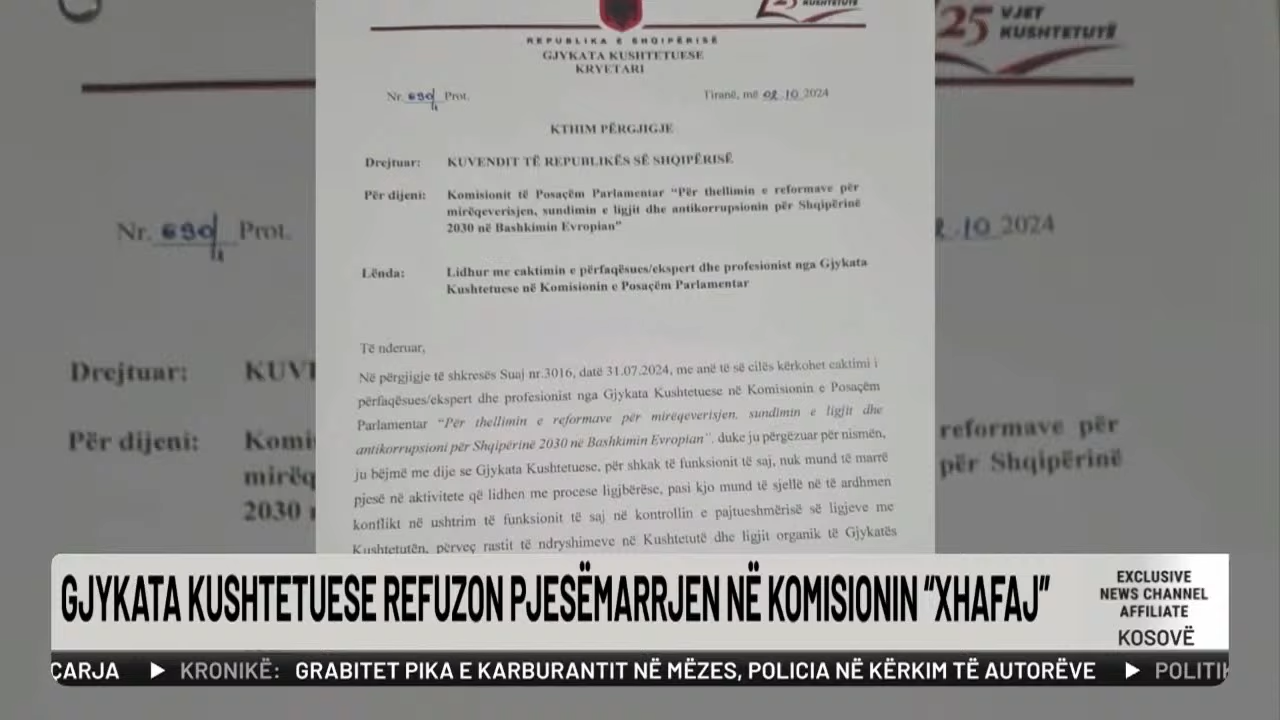 25 VJET
KUSHTETUTË
REPUBLIKA E SHQIPËRISË
GJYKATA KUSHTETUESE
KRYETARI
Nr. 690/1 Prot.
Tiranë, më 02.10.2024
KTHIM PËRGJIGJE
Drejtuar: KUVENDIT TË REPUBLIKËS SË SHQIPËRISË
Për dijeni: Komisionit të Posaçëm Parlamentar “Për thellimin e reformave për
mirëqeverisjen, sundimin e ligjit dhe antikorrupsionin për Shqipërinë
2030 në Bashkimin Evropian”
Lënda: Lidhur me caktimin e përfaqësues/ekspert dhe profesionist nga Gjykata
Kushtetuese në Komisionin e Posaçëm Parlamentar
Të nderuar,
Në përgjigje të shkresës Suaj nr.3016, datë 31.07.2024, me anë të së cilës kërkohet caktimi i
përfaqësues/ekspert dhe profesionist nga Gjykata Kushtetuese në Komisionin e Posaçëm
Parlamentar “Për thellimin e reformave për mirëqeverisjen, sundimin e ligjit dhe
antikorrupsioni për Shqipërinë 2030 në Bashkimin Evropian”, duke ju përgëzuar për nismën,
ju bëjmë me dije se Gjykata Kushtetuese, për shkak të funksionit të saj, nuk mund të marrë
pjesë në aktivitete që lidhen me procese ligjbërëse, pasi kjo mund të sjellë në të ardhmen
konflikt në ushtrim të funksionit të saj në kontrollin e pajtueshmërisë së ligjeve me
Kushtetutën, përveç rastit të ndryshimeve në Kushtetutë dhe ligjit organik të Gjykatës
Nr. 690/1 Prot.
2.10.2024
Drejtuar: KUV
Për dijeni: Komi
mirëq
2030
reformave për
për Shqipërinë
GJYKATA KUSHTETUESE REFUZON PJESËMARRJEN NË KOMISIONIN “XHAFAJ”
EXCLUSIVE
NEWS CHANNEL
AFFILIATE
KOSOVË
CARJA ▶ KRONIKË: GRABITET PIKA E KARBURANTIT NË MËZES, POLICIA NË KËRKIM TË AUTORËVE ▶ POLITIK